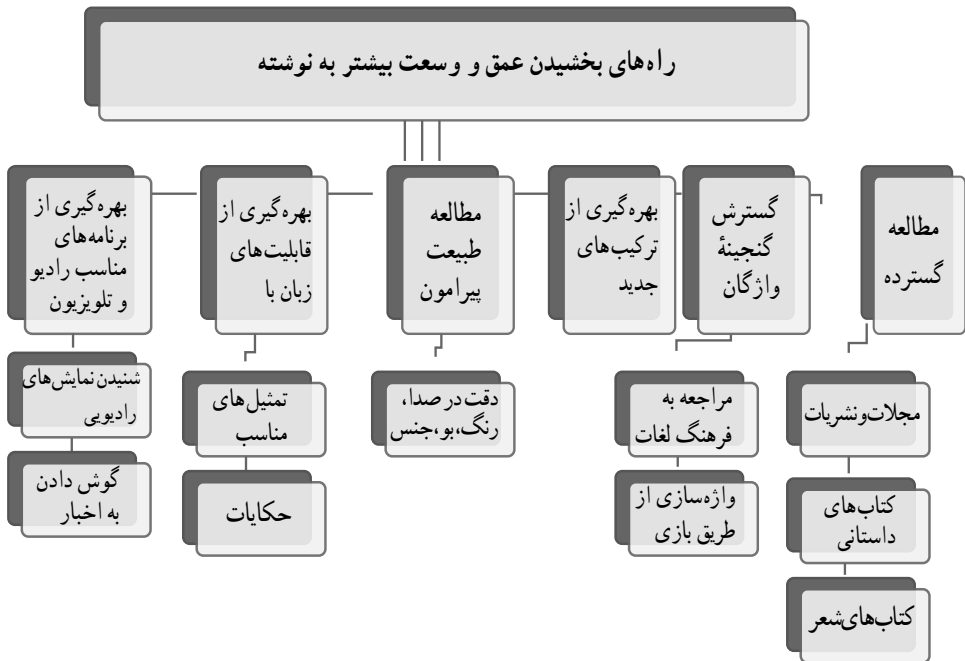 راه‌های بخشیدن عمق و وسعت بیشتر به نوشته
مطالعه
گسترده
گسترش
گنجینهٔ
واژگان
بهره‌گیری از
ترکیب‌های
جدید
مطالعه
طبیعت
پیرامون
بهره‌گیری از
قابلیت‌های
زبان با
بهره‌گیری از
برنامه‌های
مناسب رادیو
و تلویزیون
مجلات‌ونشریات
کتاب‌های
داستانی
کتاب‌های‌شعر
مراجعه به
فرهنگ لغات
واژه‌سازی از
طریق بازی
دقت در صدا،
رنگ،بو،جنس
تمثیل‌های
مناسب
حکایات
شنیدن نمایش‌های
رادیویی
گوش دادن
به اخبار